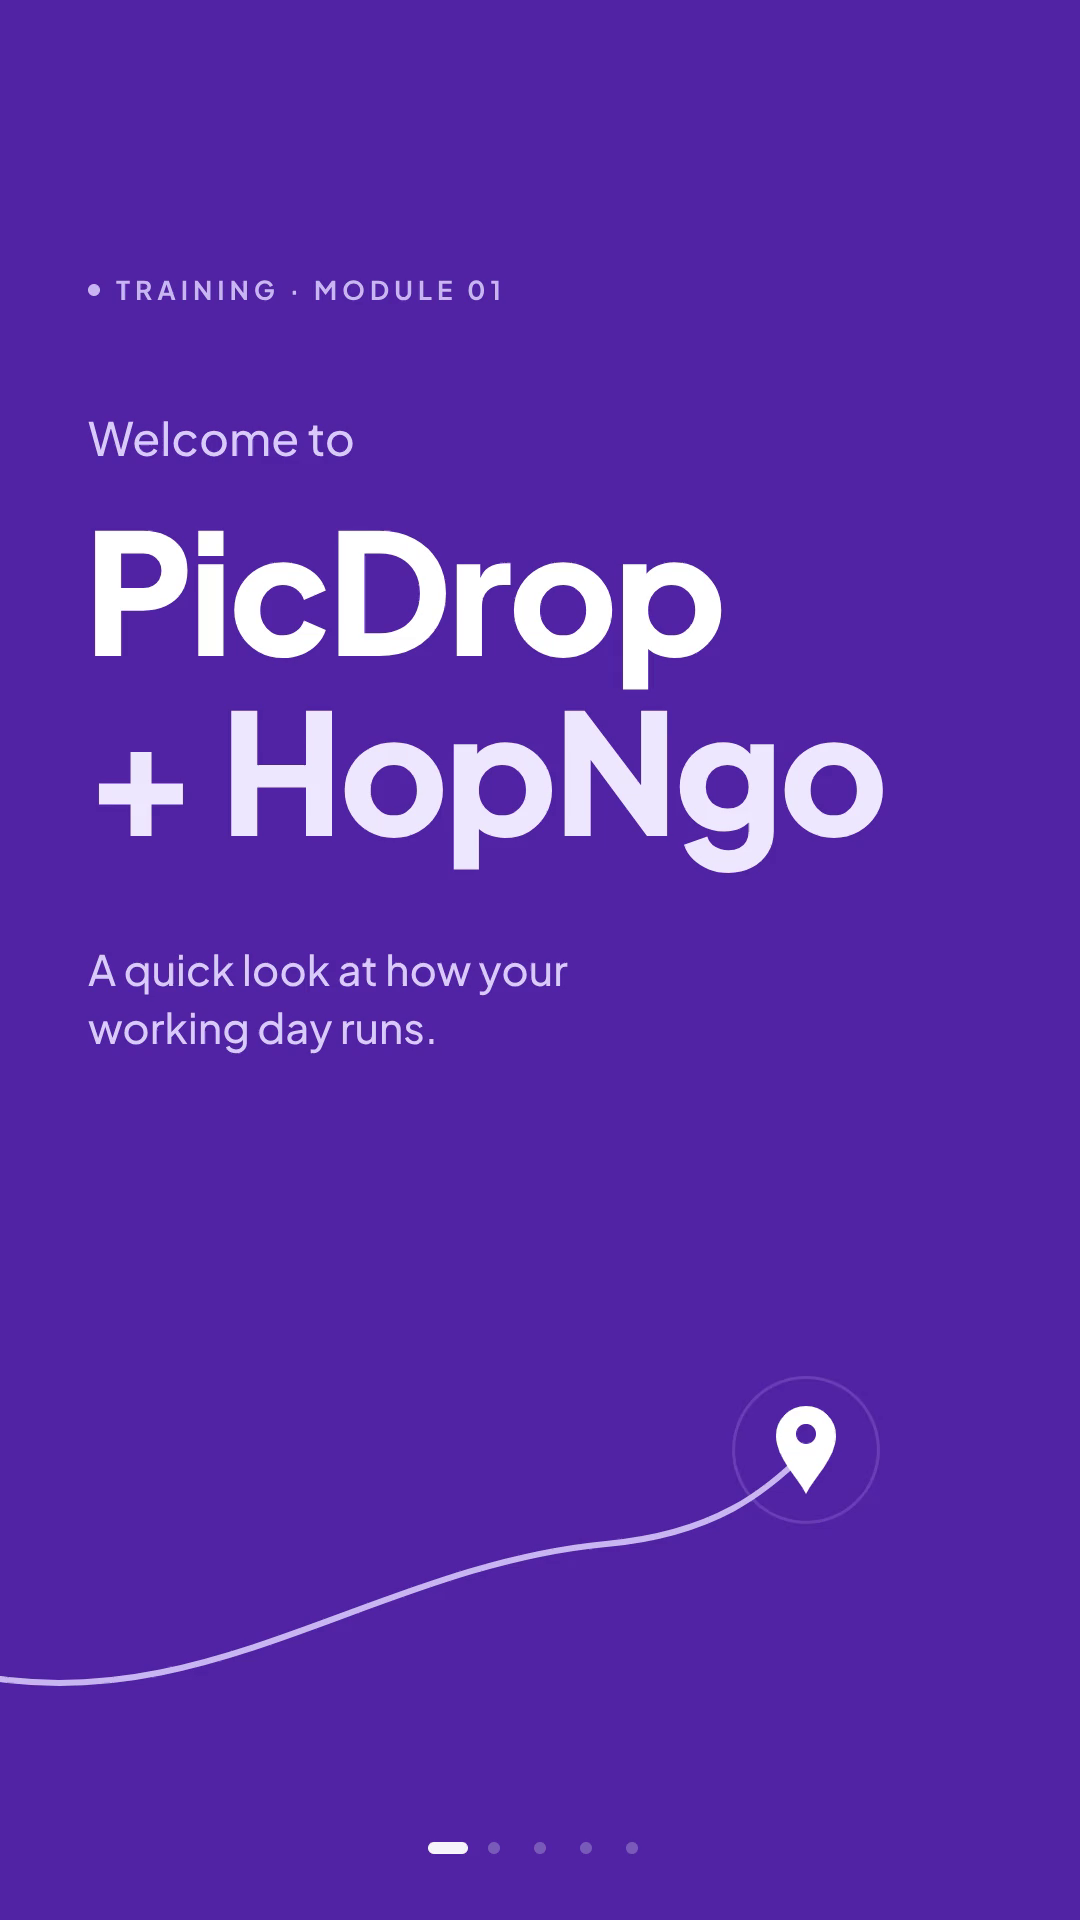 TRAINING · MODULE 01
Welcome to
PicDrop
+ HopNgo
A quick look at how your
working day runs.